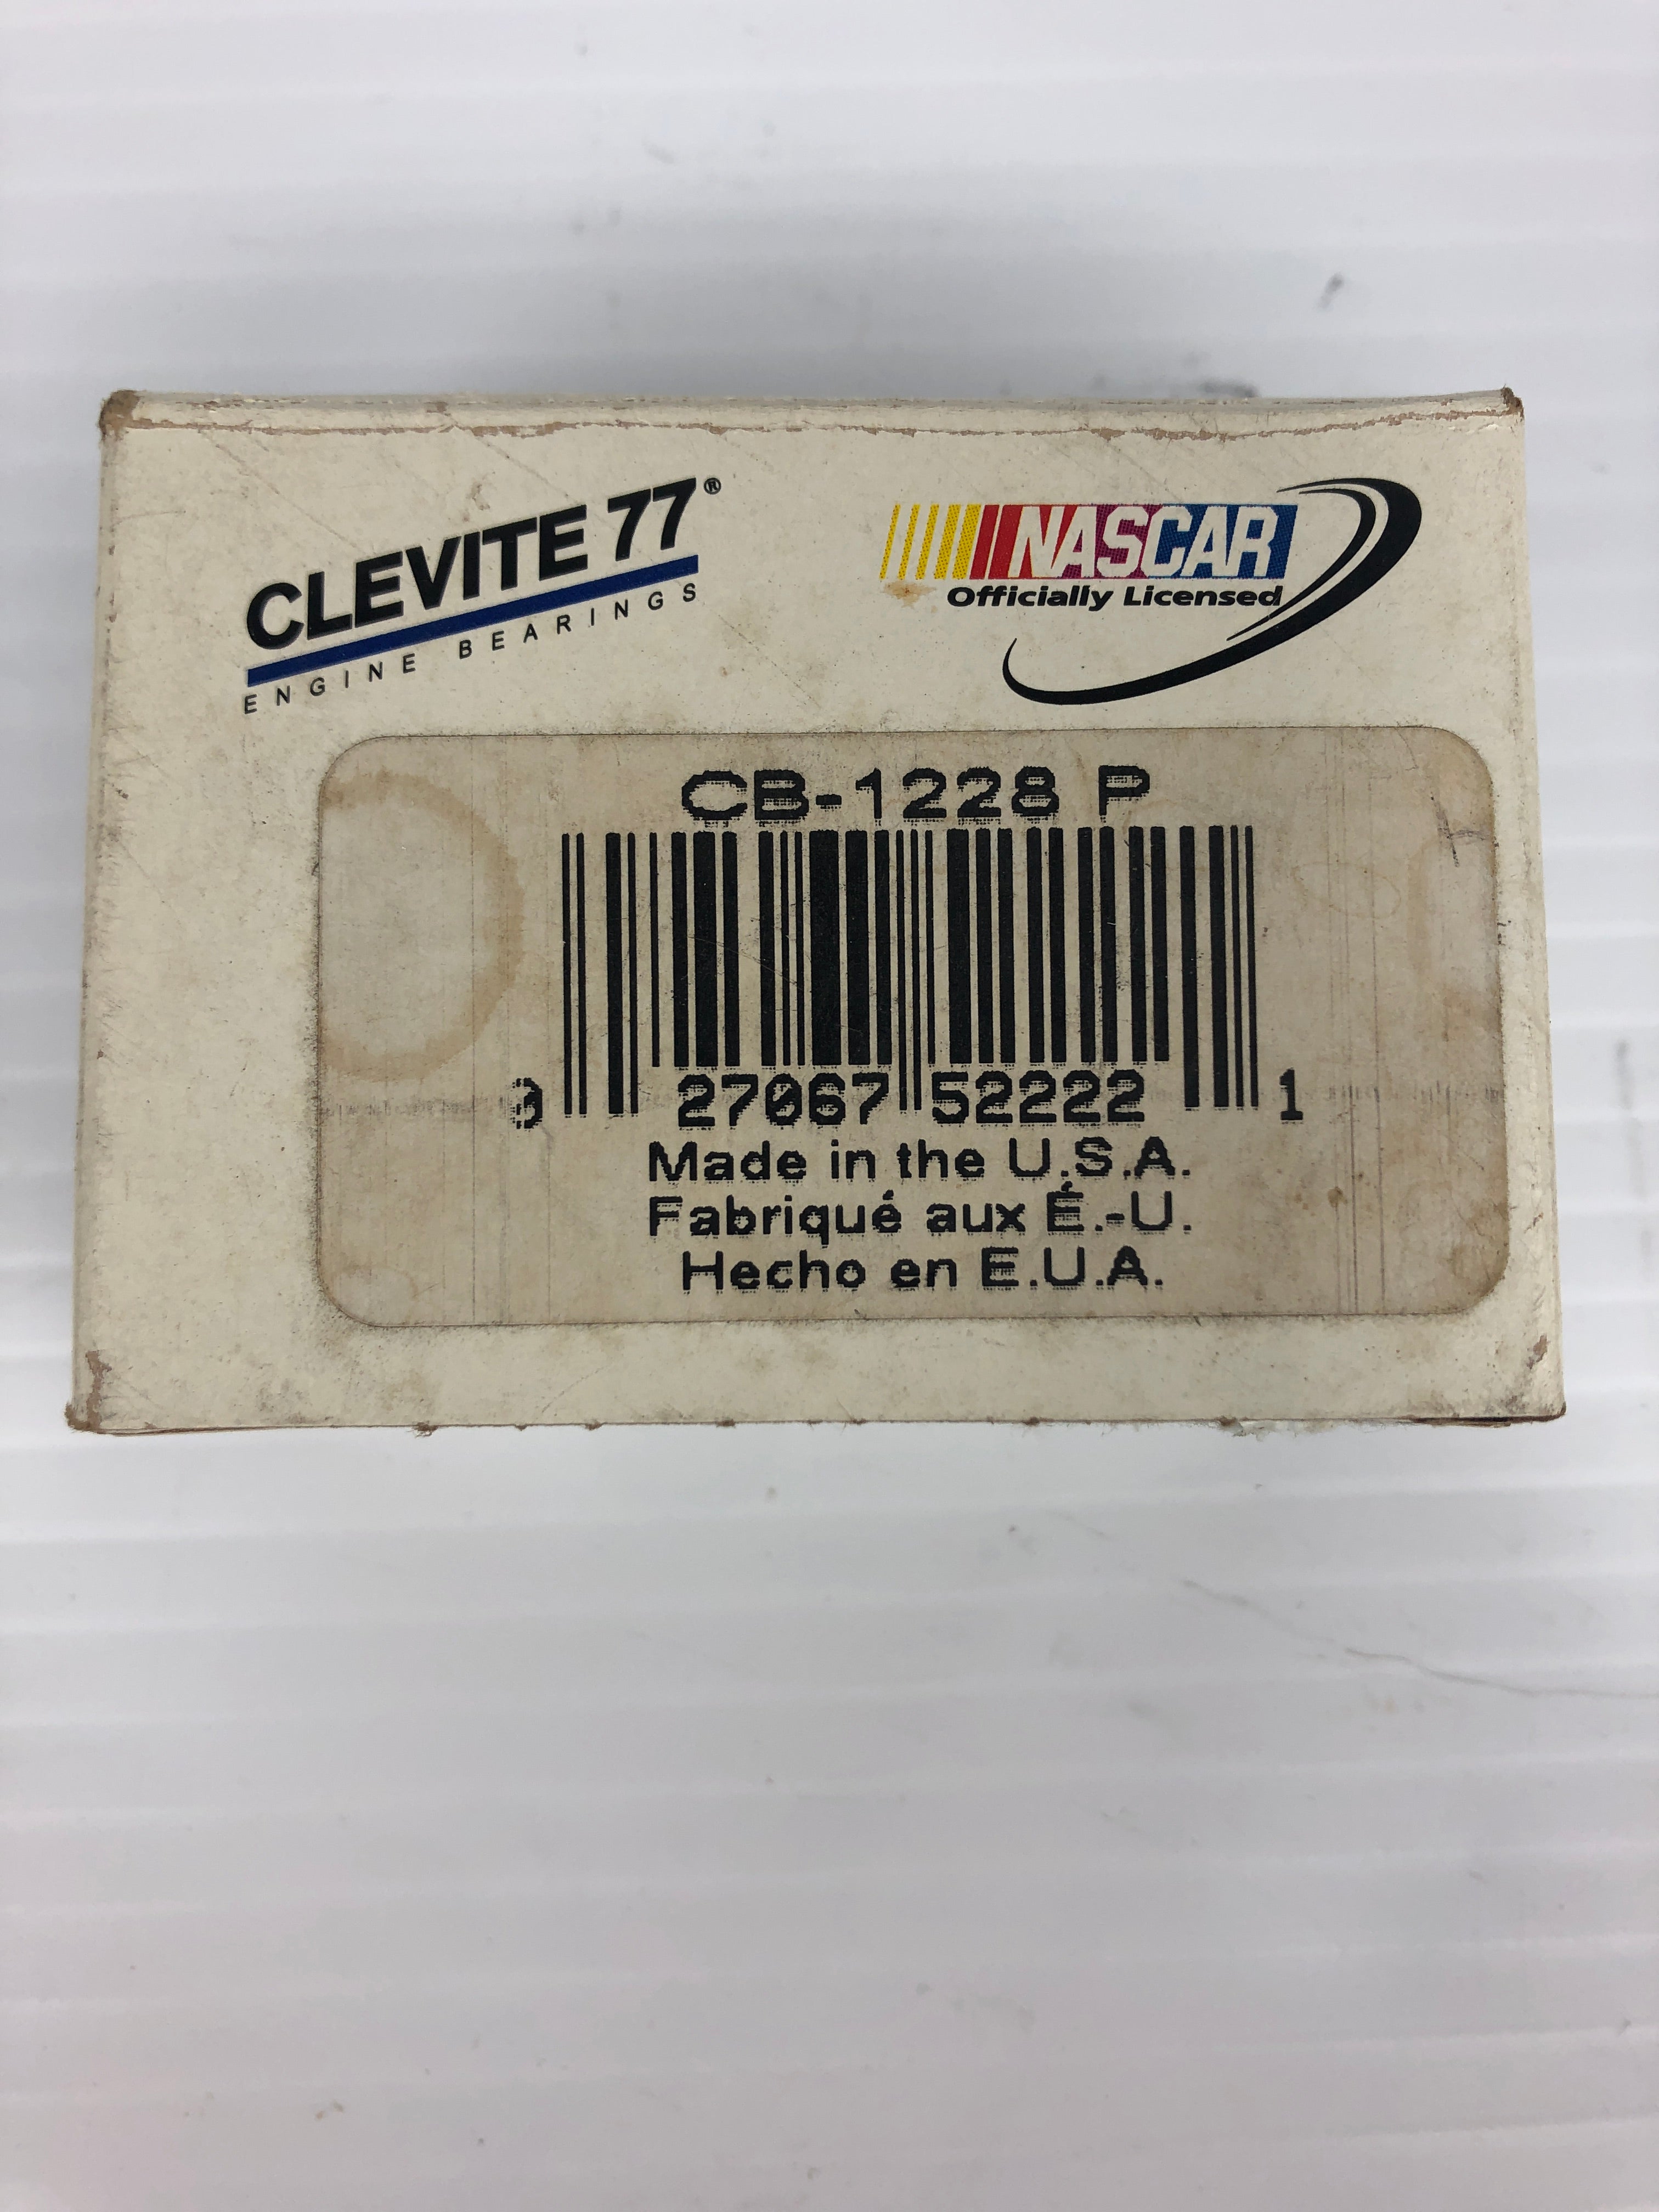 CLEVITE 77®
ENGINE BEARINGS
NASCAR
Officially Licensed
CB-1228 P
0 27067 52222 1
Made in the U.S.A.
Fabriqué aux É.-U.
Hecho en E.U.A.